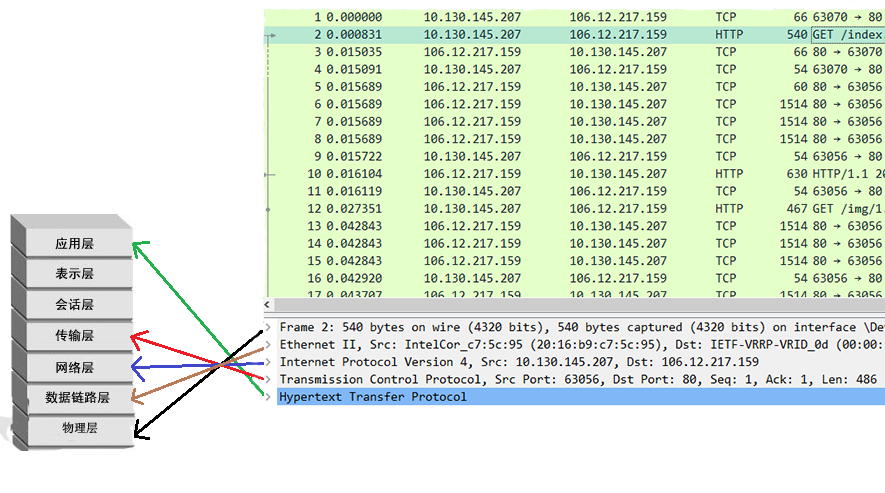 1 0.000000 10.130.145.207 106.12.217.159 TCP 66 63070 → 80
2 0.000831 10.130.145.207 106.12.217.159 HTTP 540 GET /index
3 0.015035 106.12.217.159 10.130.145.207 TCP 66 80 → 63070
4 0.015091 10.130.145.207 106.12.217.159 TCP 54 63070 → 80
5 0.015689 106.12.217.159 10.130.145.207 TCP 60 80 → 63056
6 0.015689 106.12.217.159 10.130.145.207 TCP 1514 80 → 63056
7 0.015689 106.12.217.159 10.130.145.207 TCP 1514 80 → 63056
8 0.015689 106.12.217.159 10.130.145.207 TCP 1514 80 → 63056
9 0.015722 10.130.145.207 106.12.217.159 TCP 54 63056 → 80
10 0.016104 106.12.217.159 10.130.145.207 HTTP 630 HTTP/1.1 20
11 0.016119 10.130.145.207 106.12.217.159 TCP 54 63056 → 80
12 0.027351 10.130.145.207 106.12.217.159 HTTP 467 GET /img/1
13 0.042843 106.12.217.159 10.130.145.207 TCP 1514 80 → 63056
14 0.042843 106.12.217.159 10.130.145.207 TCP 1514 80 → 63056
15 0.042843 106.12.217.159 10.130.145.207 TCP 1514 80 → 63056
16 0.042920 10.130.145.207 106.12.217.159 TCP 54 63056 → 80
17 0.043707 106.12.217.159 10.130.145.207 TCP 1514 80 → 63056
应用层
表示层
会话层
传输层
网络层
数据链路层
物理层
Frame 2: 540 bytes on wire (4320 bits), 540 bytes captured (4320 bits) on interface \De
Ethernet II, Src: IntelCor_c7:5c:95 (20:16:b9:c7:5c:95), Dst: IETF-VRRP-VRID_0d (00:00:
Internet Protocol Version 4, Src: 10.130.145.207, Dst: 106.12.217.159
Transmission Control Protocol, Src Port: 63056, Dst Port: 80, Seq: 1, Ack: 1, Len: 486
Hypertext Transfer Protocol